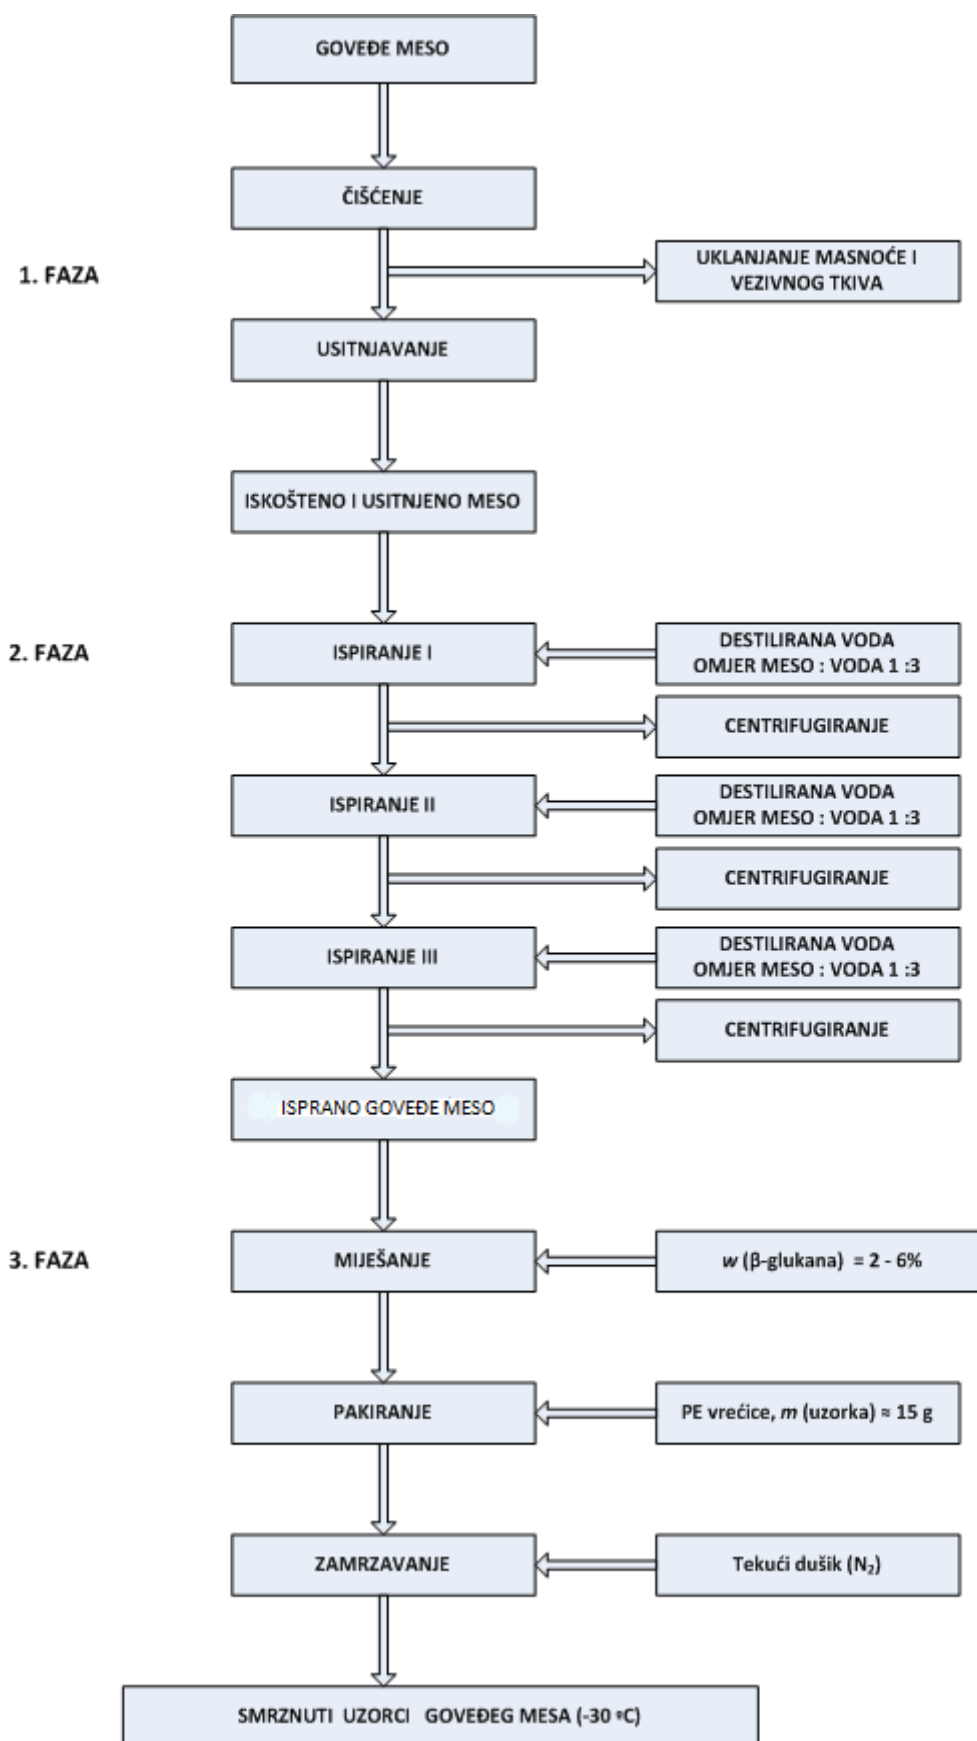 GOVEĐE MESO
ČIŠĆENJE
1. FAZA
UKLANJANJE MASNOĆE I
VEZIVNOG TKIVA
USITNJAVANJE
ISKOŠTENO I USITNJENO MESO
2. FAZA
ISPIRANJE I
DESTILIRANA VODA
OMJER MESO : VODA 1 :3
CENTRIFUGIRANJE
ISPIRANJE II
DESTILIRANA VODA
OMJER MESO : VODA 1 :3
CENTRIFUGIRANJE
ISPIRANJE III
DESTILIRANA VODA
OMJER MESO : VODA 1 :3
CENTRIFUGIRANJE
ISPRANO GOVEĐE MESO
3. FAZA
MIJEŠANJE
w (β-glukana) = 2 - 6%
PAKIRANJE
PE vrećice, m (uzorka) ≈ 15 g
ZAMRZAVANJE
Tekući dušik (N₂)
SMRZNUTI UZORCI GOVEĐEG MESA (-30 ºC)